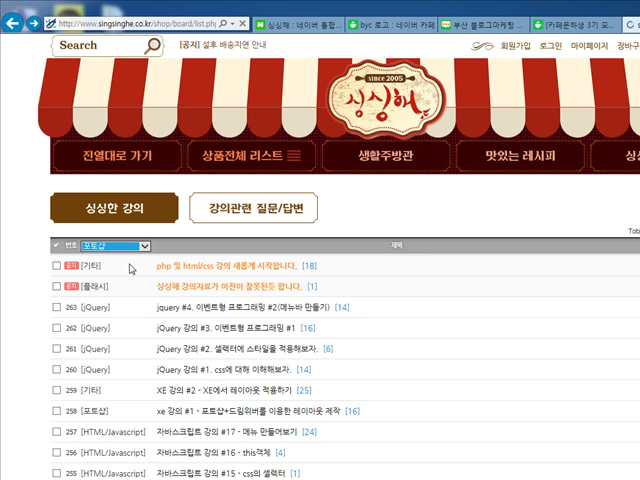 http://www.singsinghe.co.kr/shop/board/list.ph
싱싱해 : 네이버 통합...
byc 로고 : 네이버 카페
부산 블로그마케팅 ...
[카페문하생 3기 모...
Search
[공지] 설후 배송지연 안내
회원가입 로그인 마이페이지 장바구
since 2005
싱싱해
진열대로 가기
상품전체 리스트
생활주방관
맛있는 레시피
싱싱한 강의
강의관련 질문/답변
Tota
번호 포토샵 제목
공지 [기타] php 및 html/css 강의 새롭게 시작합니다. [18]
공지 [플래시] 싱싱해 강의자료가 이전이 잘못된듯 합니다. [1]
263 [jQuery] jquery #4. 이벤트형 프로그래밍 #2(메뉴바 만들기) [14]
262 [jQuery] jQuery 강의 #3. 이벤트형 프로그래밍 #1 [16]
261 [jQuery] jQuery 강의 #2. 셀렉터에 스타일을 적용해보자. [6]
260 [jQuery] jQuery 강의 #1. css에 대해 이해해보자. [14]
259 [기타] XE 강의 #2 - XE에서 레이아웃 적용하기 [25]
258 [포토샵] xe 강의 #1 - 포토샵+드림위버를 이용한 레이아웃 제작 [16]
257 [HTML/Javascript] 자바스크립트 강의 #17 - 메뉴 만들어보기 [24]
256 [HTML/Javascript] 자바스크립트 강의 #16 - this객체 [4]
255 [HTML/Javascript] 자바스크립트 강의 #15 - css의 셀렉터 [1]